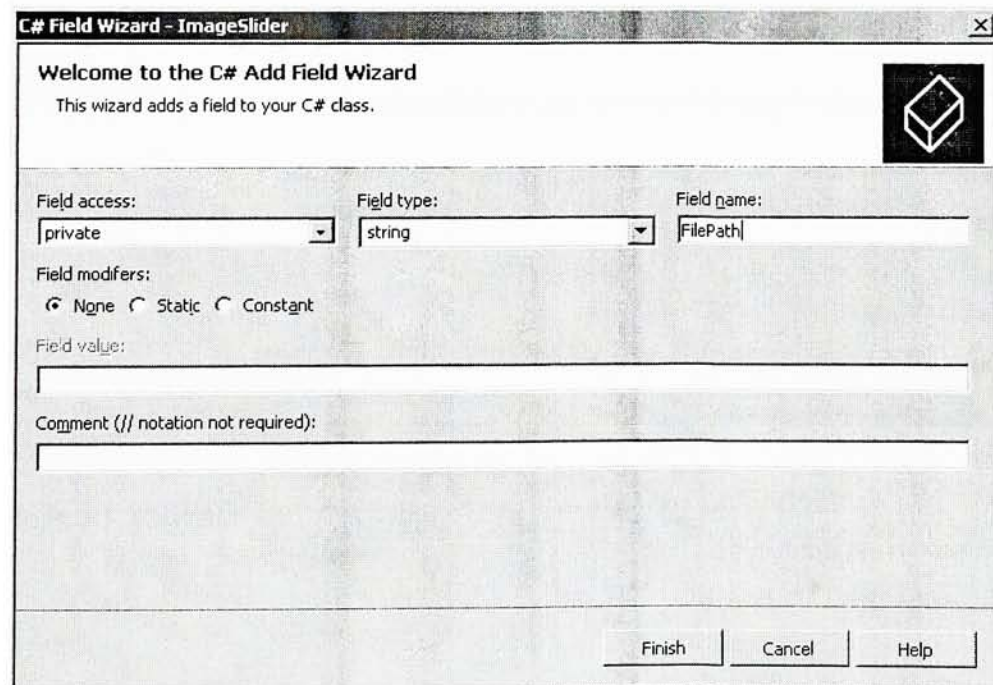 C# Field Wizard - ImageSlider
Welcome to the C# Add Field Wizard
This wizard adds a field to your C# class.
Field access:
Field type:
Field name:
private
string
FilePath
Field modifers:
None
Static
Constant
Field value:
Comment (// notation not required):
Finish
Cancel
Help